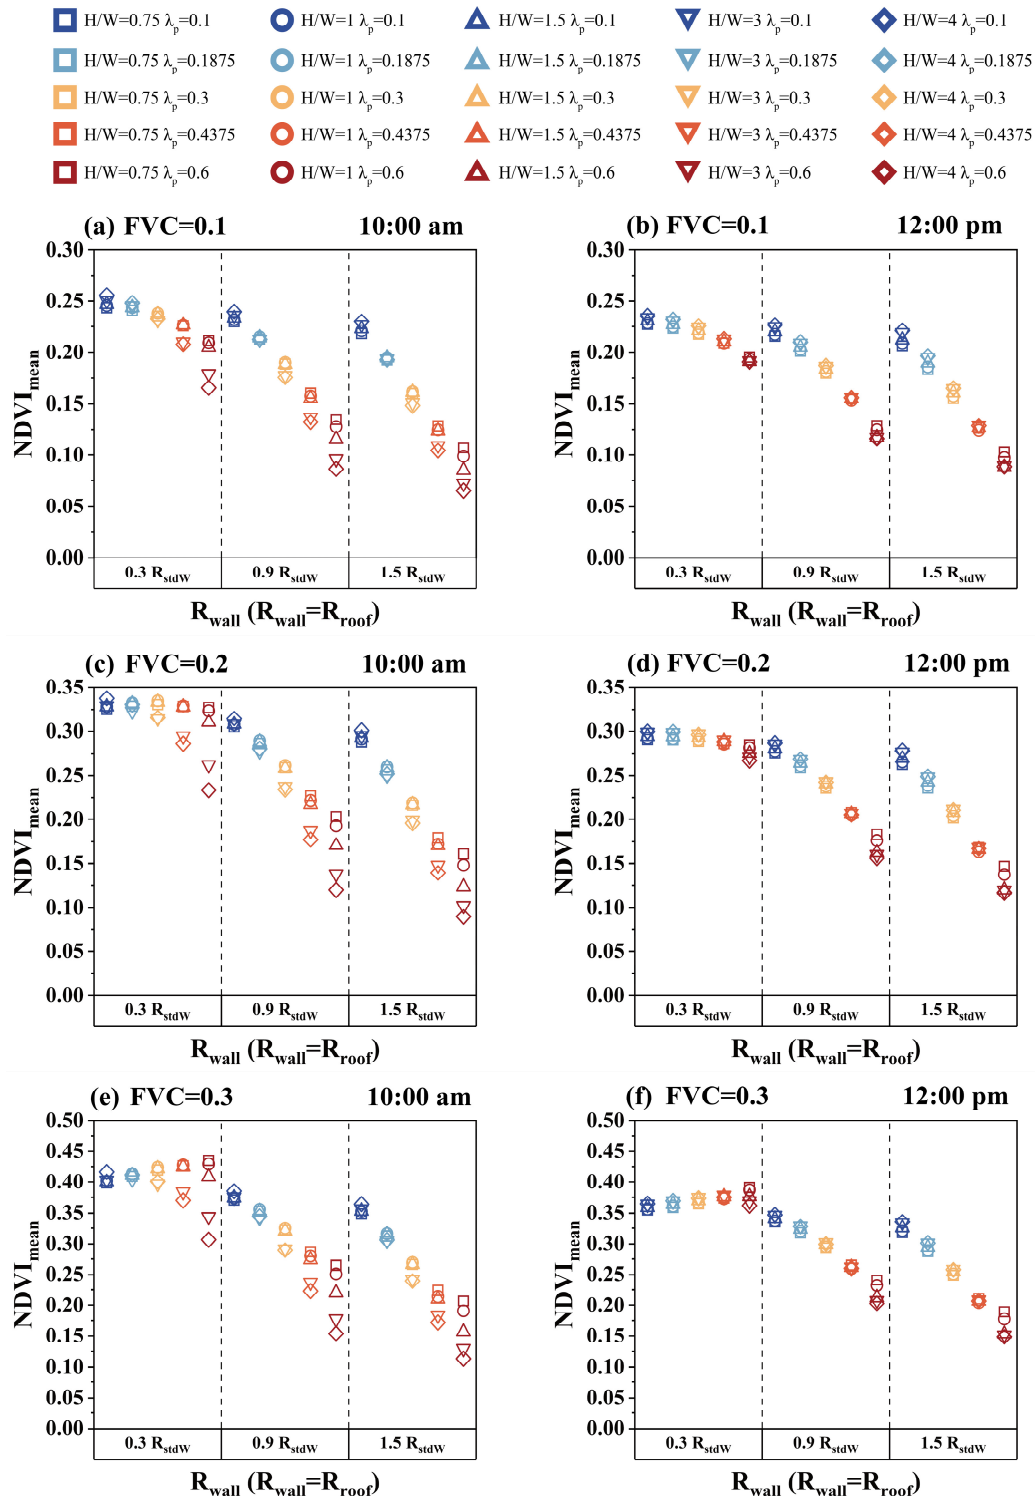 H/W=0.75 λp=0.1 H/W=1 λp=0.1 H/W=1.5 λp=0.1 H/W=3 λp=0.1 H/W=4 λp=0.1
H/W=0.75 λp=0.1875 H/W=1 λp=0.1875 H/W=1.5 λp=0.1875 H/W=3 λp=0.1875 H/W=4 λp=0.1875
H/W=0.75 λp=0.3 H/W=1 λp=0.3 H/W=1.5 λp=0.3 H/W=3 λp=0.3 H/W=4 λp=0.3
H/W=0.75 λp=0.4375 H/W=1 λp=0.4375 H/W=1.5 λp=0.4375 H/W=3 λp=0.4375 H/W=4 λp=0.4375
H/W=0.75 λp=0.6 H/W=1 λp=0.6 H/W=1.5 λp=0.6 H/W=3 λp=0.6 H/W=4 λp=0.6
(a) FVC=0.1 10:00 am
NDVImean
0.30
0.25
0.20
0.15
0.10
0.05
0.00
0.3 RstdW 0.9 RstdW 1.5 RstdW
Rwall (Rwall=Rroof)
(b) FVC=0.1 12:00 pm
NDVImean
0.30
0.25
0.20
0.15
0.10
0.05
0.00
0.3 RstdW 0.9 RstdW 1.5 RstdW
Rwall (Rwall=Rroof)
(c) FVC=0.2 10:00 am
NDVImean
0.35
0.30
0.25
0.20
0.15
0.10
0.05
0.00
0.3 RstdW 0.9 RstdW 1.5 RstdW
Rwall (Rwall=Rroof)
(d) FVC=0.2 12:00 pm
NDVImean
0.35
0.30
0.25
0.20
0.15
0.10
0.05
0.00
0.3 RstdW 0.9 RstdW 1.5 RstdW
Rwall (Rwall=Rroof)
(e) FVC=0.3 10:00 am
NDVImean
0.50
0.45
0.40
0.35
0.30
0.25
0.20
0.15
0.10
0.05
0.00
0.3 RstdW 0.9 RstdW 1.5 RstdW
Rwall (Rwall=Rroof)
(f) FVC=0.3 12:00 pm
NDVImean
0.50
0.45
0.40
0.35
0.30
0.25
0.20
0.15
0.10
0.05
0.00
0.3 RstdW 0.9 RstdW 1.5 RstdW
Rwall (Rwall=Rroof)